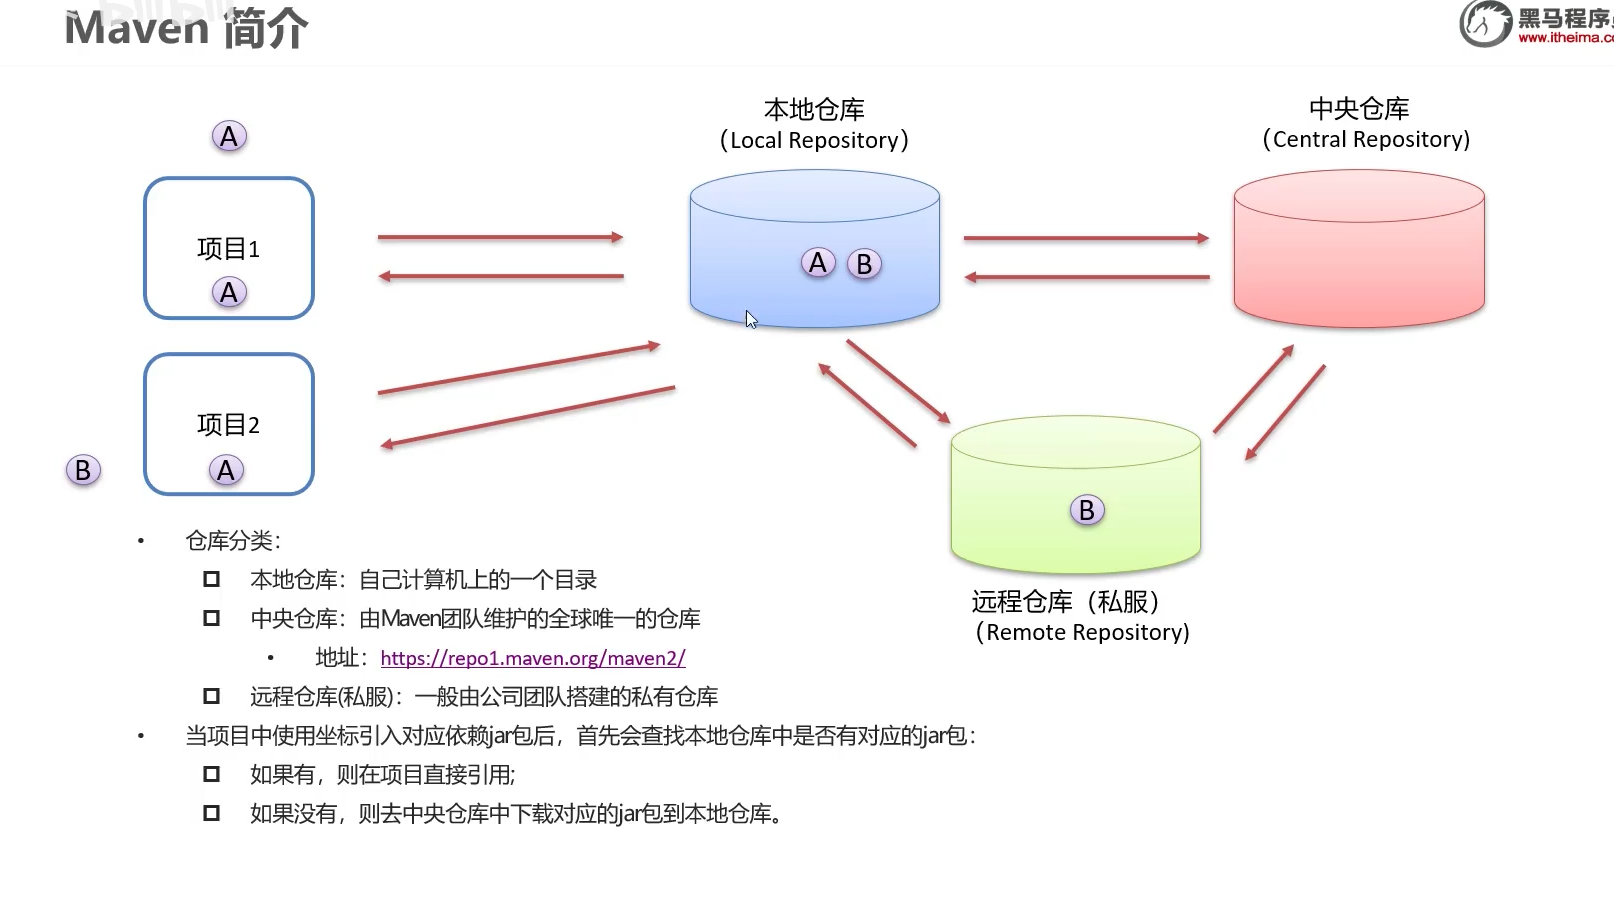 Maven 简介
黑马程序
www.itheima.co
本地仓库
（Local Repository）
中央仓库
（Central Repository)
A
项目1
A
A B
项目2
A
B
B
远程仓库（私服）
（Remote Repository)
• 仓库分类：
本地仓库：自己计算机上的一个目录
中央仓库：由Maven团队维护的全球唯一的仓库
• 地址：https://repo1.maven.org/maven2/
远程仓库(私服)：一般由公司团队搭建的私有仓库
• 当项目中使用坐标引入对应依赖jar包后，首先会查找本地仓库中是否有对应的jar包：
如果有，则在项目直接引用;
如果没有，则去中央仓库中下载对应的jar包到本地仓库。